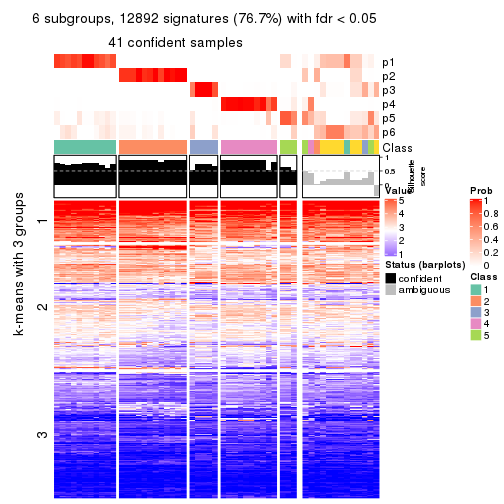 6 subgroups, 12892 signatures (76.7%) with fdr < 0.05
41 confident samples
p1
p2
p3
p4
p5
p6
Class
1
0.5
0
Silhouette
score
k-means with 3 groups
1
2
3
Value
5
4
3
2
1
Status (barplots)
confident
ambiguous
Prob
1
0.8
0.6
0.4
0.2
0
Class
1
2
3
4
5